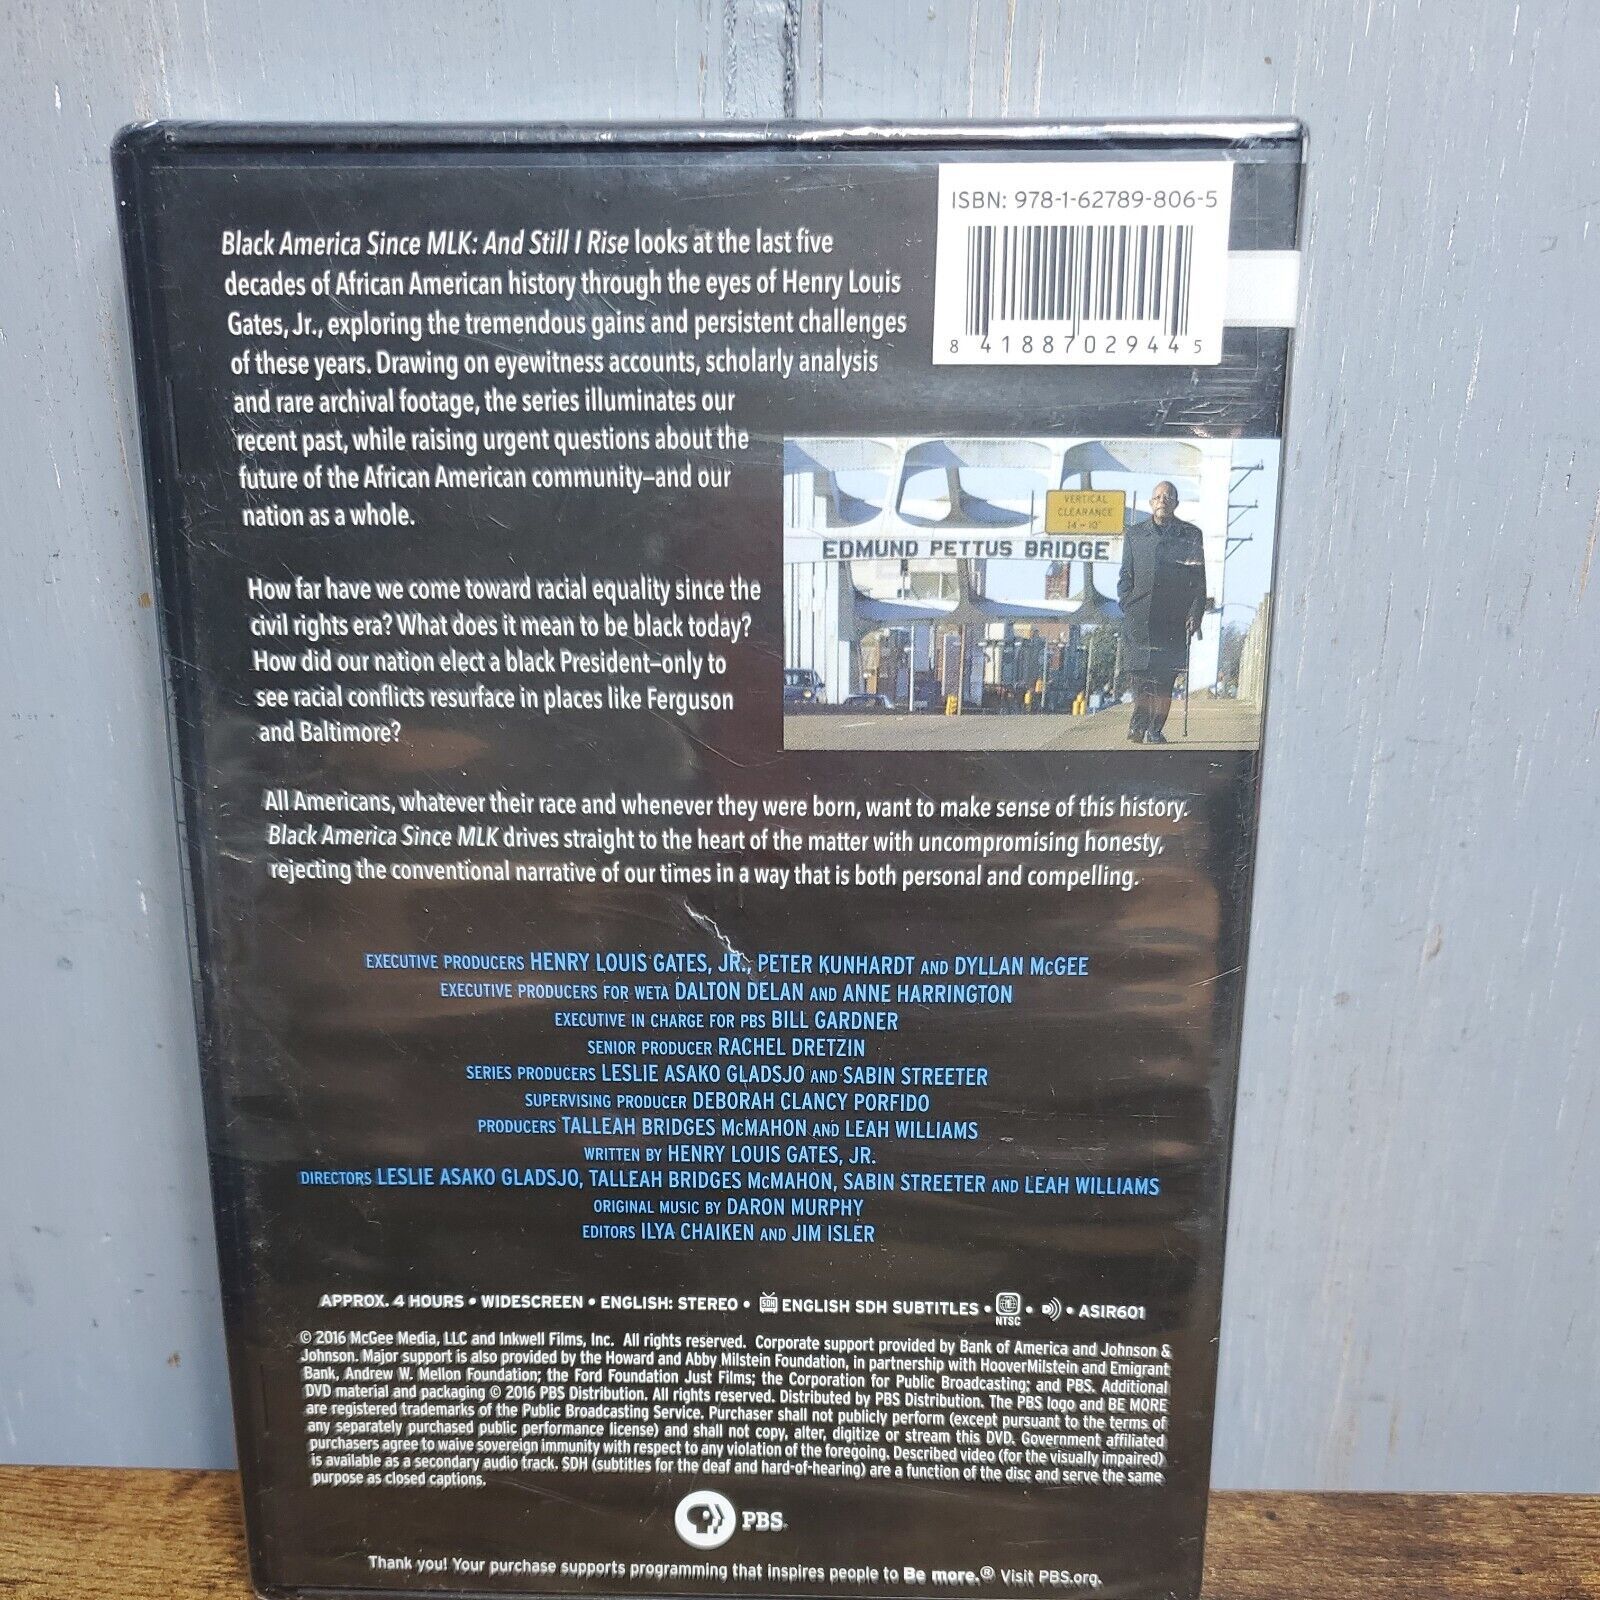 ISBN: 978-1-62789-806-5
8 41887 02944 5
Black America Since MLK: And Still I Rise looks at the last five
decades of African American history through the eyes of Henry Louis
Gates, Jr., exploring the tremendous gains and persistent challenges
of these years. Drawing on eyewitness accounts, scholarly analysis
and rare archival footage, the series illuminates our
recent past, while raising urgent questions about the
future of the African American community—and our
nation as a whole.
VERTICAL
CLEARANCE
14-10"
EDMUND PETTUS BRIDGE
How far have we come toward racial equality since the
civil rights era? What does it mean to be black today?
How did our nation elect a black President—only to
see racial conflicts resurface in places like Ferguson
and Baltimore?
All Americans, whatever their race and whenever they were born, want to make sense of this history.
Black America Since MLK drives straight to the heart of the matter with uncompromising honesty,
rejecting the conventional narrative of our times in a way that is both personal and compelling.
EXECUTIVE PRODUCERS HENRY LOUIS GATES, JR., PETER KUNHARDT AND DYLLAN McGEE
EXECUTIVE PRODUCERS FOR WETA DALTON DELAN AND ANNE HARRINGTON
EXECUTIVE IN CHARGE FOR PBS BILL GARDNER
SENIOR PRODUCER RACHEL DRETZIN
SERIES PRODUCERS LESLIE ASAKO GLADSJO AND SABIN STREETER
SUPERVISING PRODUCER DEBORAH CLANCY PORFIDO
PRODUCERS TALLEAH BRIDGES McMAHON AND LEAH WILLIAMS
WRITTEN BY HENRY LOUIS GATES, JR.
DIRECTORS LESLIE ASAKO GLADSJO, TALLEAH BRIDGES McMAHON, SABIN STREETER AND LEAH WILLIAMS
ORIGINAL MUSIC BY DARON MURPHY
EDITORS ILYA CHAIKEN AND JIM ISLER
APPROX. 4 HOURS • WIDESCREEN • ENGLISH: STEREO • SDH ENGLISH SDH SUBTITLES • NTSC • • ASIR601
© 2016 McGee Media, LLC and Inkwell Films, Inc. All rights reserved. Corporate support provided by Bank of America and Johnson &
Johnson. Major support is also provided by the Howard and Abby Milstein Foundation, in partnership with HooverMilstein and Emigrant
Bank, Andrew W. Mellon Foundation; the Ford Foundation Just Films; the Corporation for Public Broadcasting; and PBS. Additional
DVD material and packaging © 2016 PBS Distribution. All rights reserved. Distributed by PBS Distribution. The PBS logo and BE MORE
are registered trademarks of the Public Broadcasting Service. Purchaser shall not publicly perform (except pursuant to the terms of
any separately purchased public performance license) and shall not copy, alter, digitize or stream this DVD. Government affiliated
purchasers agree to waive sovereign immunity with respect to any violation of the foregoing. Described video (for the visually impaired)
is available as a secondary audio track. SDH (subtitles for the deaf and hard-of-hearing) are a function of the disc and serve the same
purpose as closed captions.
PBS.
Thank you! Your purchase supports programming that inspires people to Be more.® Visit PBS.org.